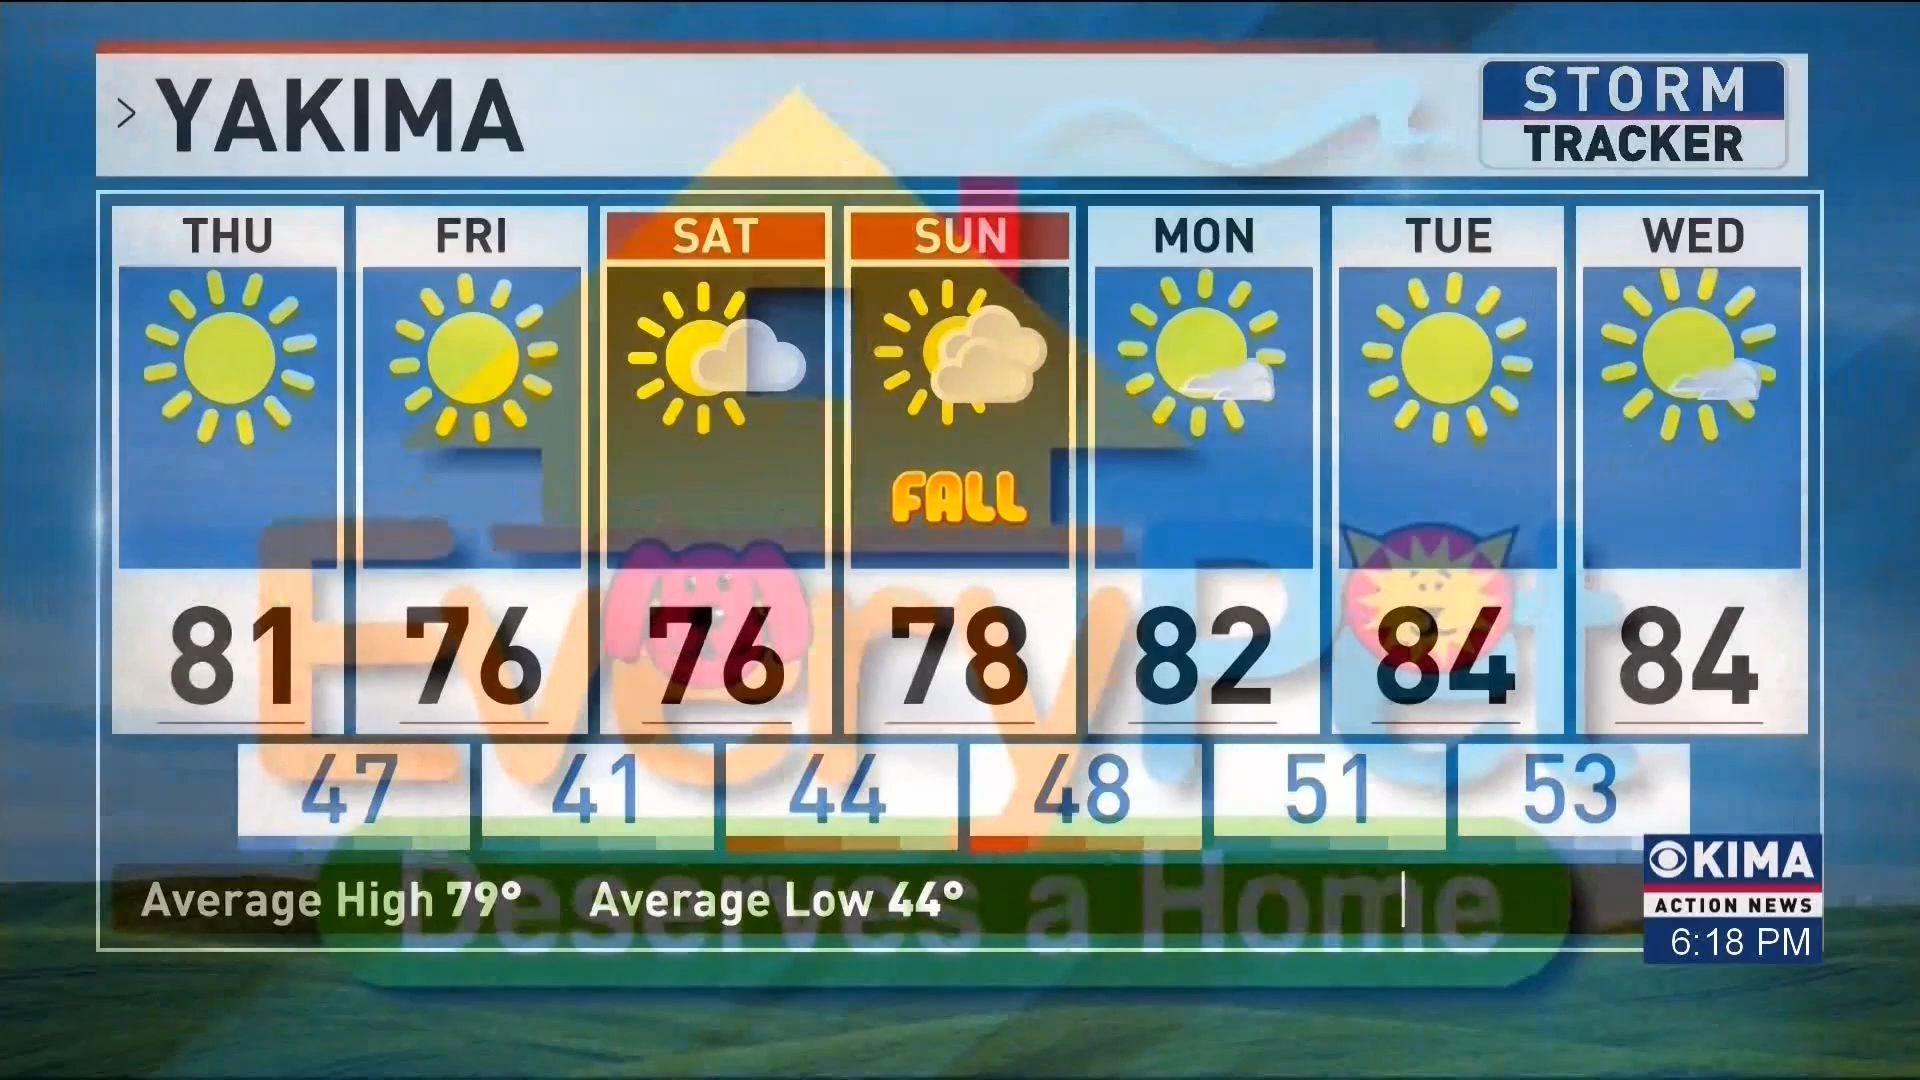 > YAKIMA
STORM
TRACKER
THU FRI SAT SUN MON TUE WED
FALL
81 76 76 78 82 84 84
47 41 44 48 51 53
Average High 79° Average Low 44°
EveryPet
Deserves a Home
KIMA
ACTION NEWS
6:18 PM